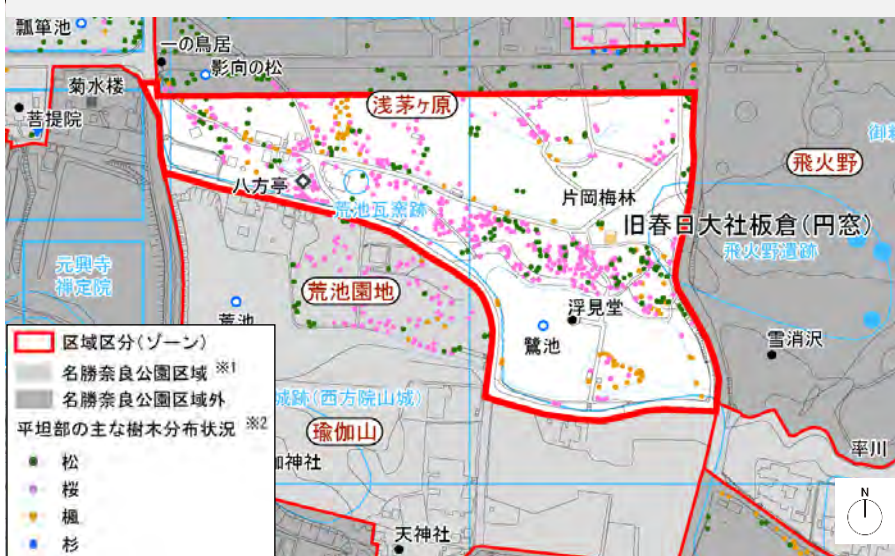 瓢箪池
一の鳥居
影向の松
菊水楼
菩提院
浅茅ヶ原
飛火野
八方亭
片岡梅林
荒池瓦窯跡
旧春日大社板倉(円窓)
飛火野遺跡
元興寺
禅定院
荒池園地
荒池
浮見堂
鷺池
雪消沢
区域区分(ゾーン)
名勝奈良公園区域 ※1
名勝奈良公園区域外
平坦部の主な樹木分布状況 ※2
松
桜
楓
杉
城跡(西方院山城)
瑜伽山
神社
率川
天神社
N